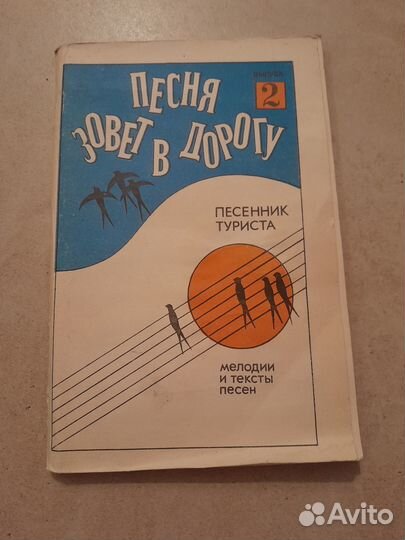 ПЕСНЯ
ЗОВЕТ В ДОРОГУ
ВЫПУСК
2
ПЕСЕННИК
ТУРИСТА
мелодии
и тексты
песен
Avito